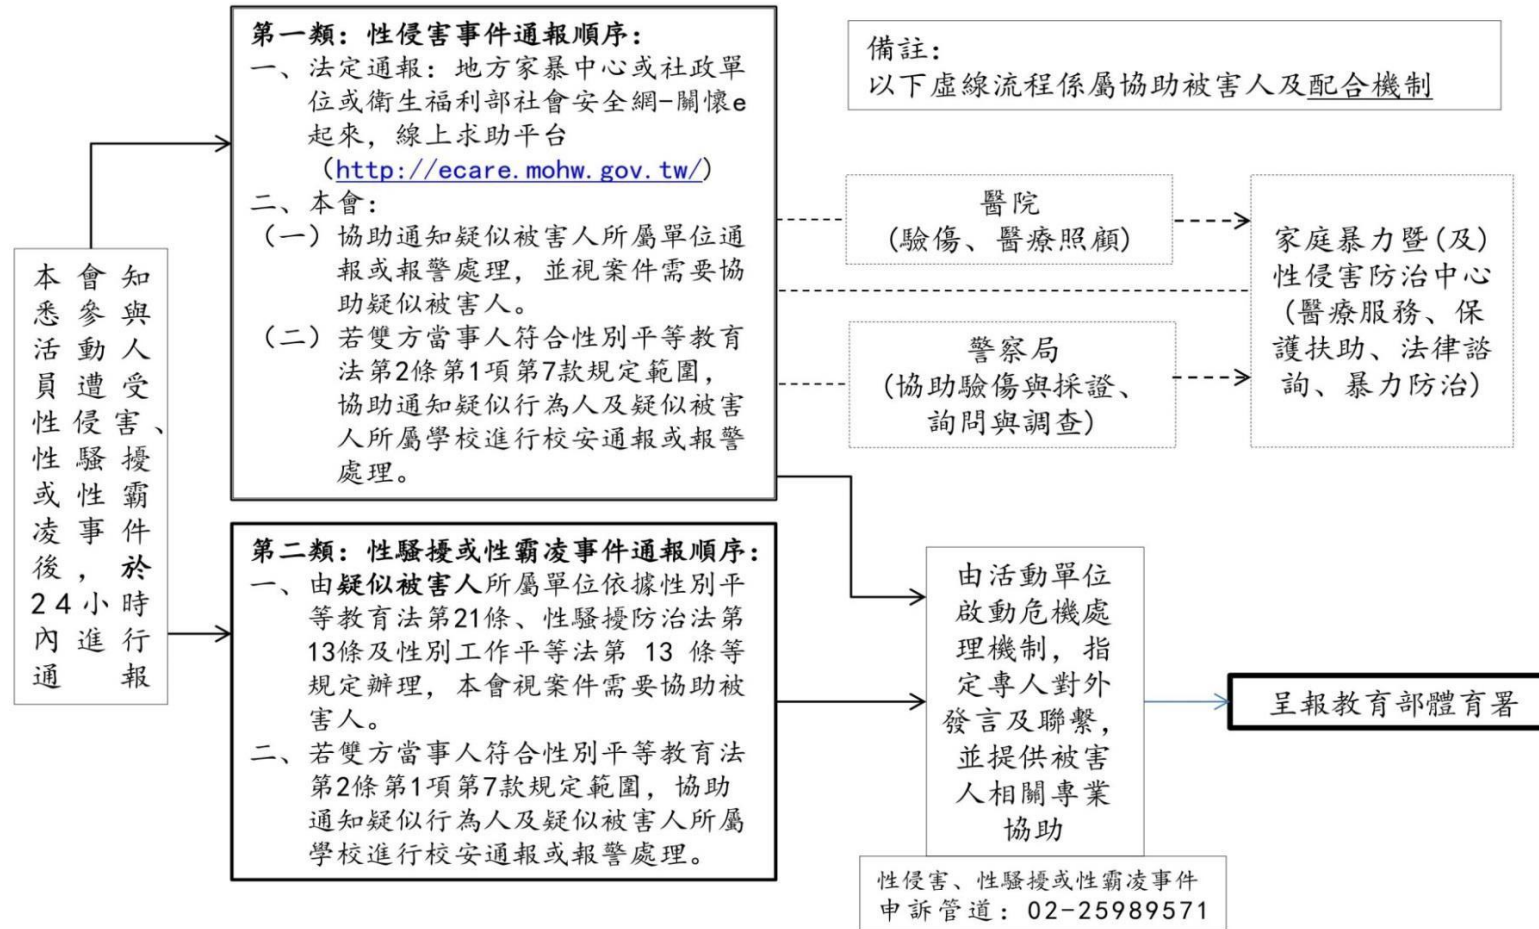 本會知
悉參與
活動人
員遭受
性侵害、
性騷擾
或性霸
凌事件
後，於
24小時
內進行
通報
第一類：性侵害事件通報順序：
一、法定通報：地方家暴中心或社政單
位或衛生福利部社會安全網-關懷e
起來，線上求助平台
（http://ecare.mohw.gov.tw/）
二、本會：
（一）協助通知疑似被害人所屬單位通
報或報警處理，並視案件需要協
助疑似被害人。
（二）若雙方當事人符合性別平等教育
法第2條第1項第7款規定範圍，
協助通知疑似行為人及疑似被害
人所屬學校進行校安通報或報警
處理。
第二類：性騷擾或性霸凌事件通報順序：
一、由疑似被害人所屬單位依據性別平
等教育法第21條、性騷擾防治法第
13條及性別工作平等法第 13 條等
規定辦理，本會視案件需要協助被
害人。
二、若雙方當事人符合性別平等教育法
第2條第1項第7款規定範圍，協助
通知疑似行為人及疑似被害人所屬
學校進行校安通報或報警處理。
備註：
以下虛線流程係屬協助被害人及配合機制
醫院
(驗傷、醫療照顧)
警察局
(協助驗傷與採證、
詢問與調查)
家庭暴力暨(及)
性侵害防治中心
(醫療服務、保
護扶助、法律諮
詢、暴力防治)
由活動單位
啟動危機處
理機制，指
定專人對外
發言及聯繫，
並提供被害
人相關專業
協助
性侵害、性騷擾或性霸凌事件
申訴管道：02-25989571
呈報教育部體育署